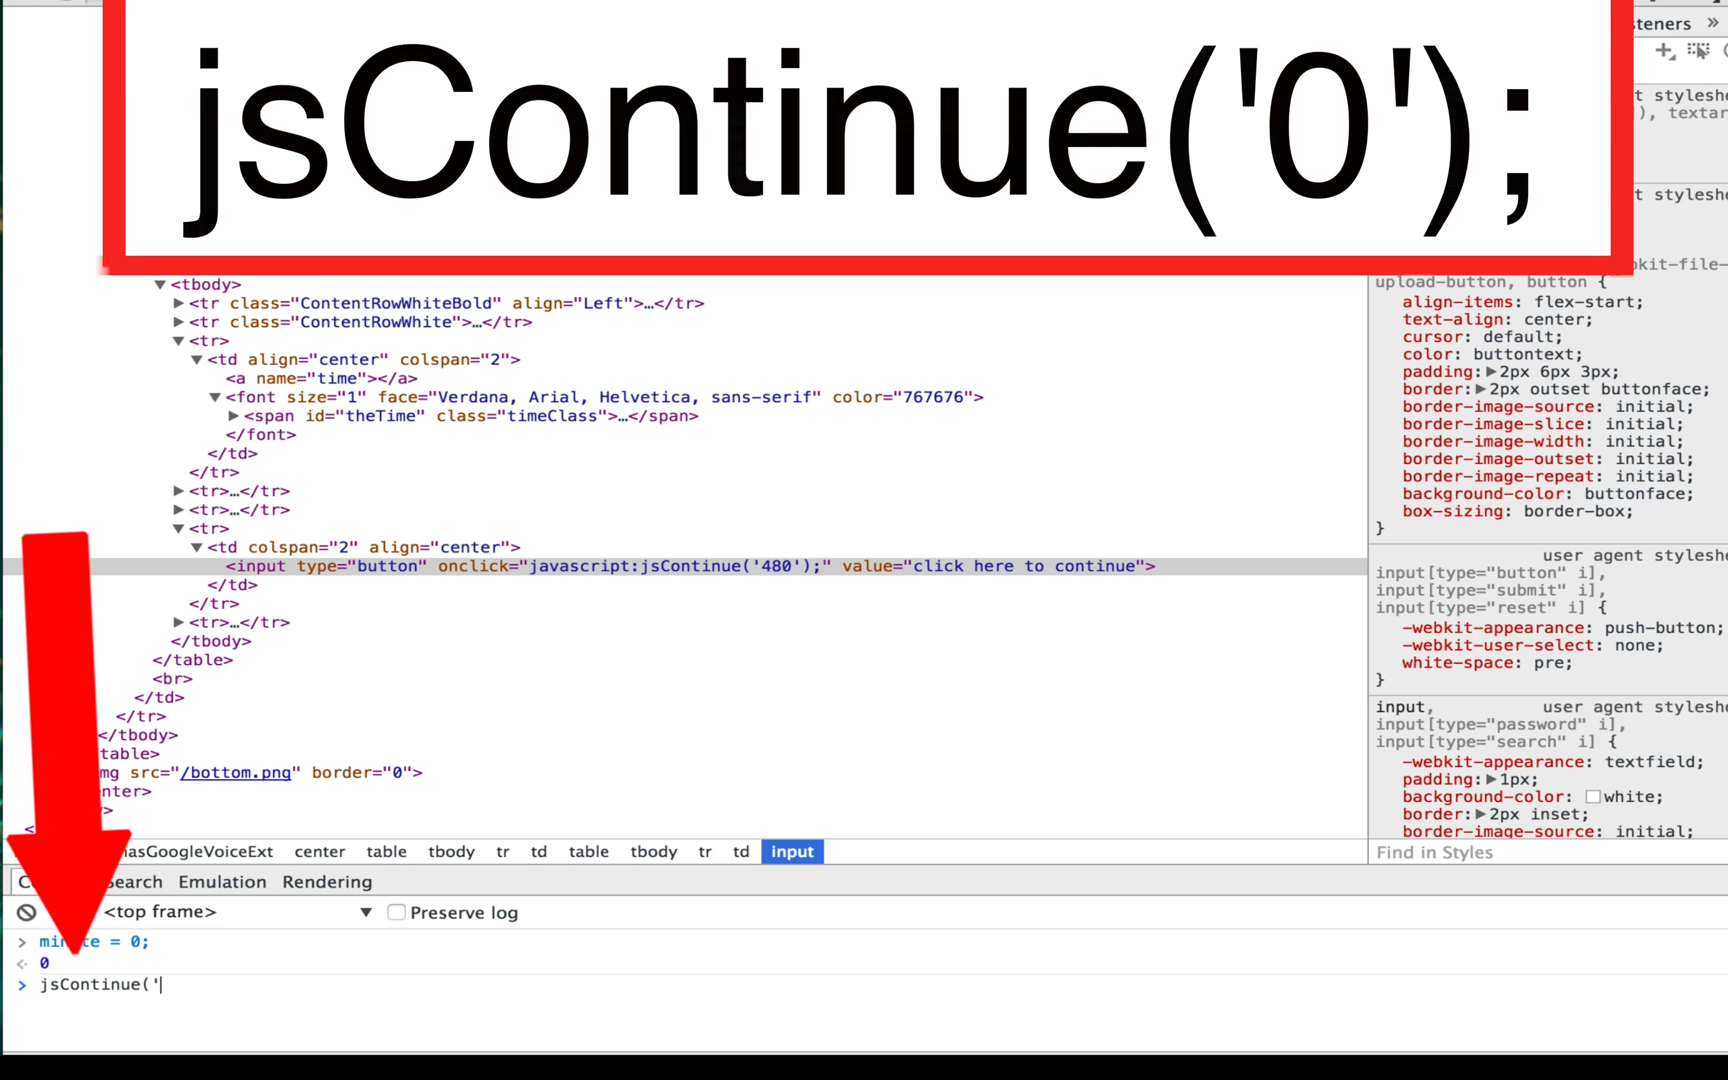 jsContinue('0');
steners »
t styleshe
), textar
t styleshe
okit-file-
upload-button, button {
align-items: flex-start;
text-align: center;
cursor: default;
color: buttontext;
padding:▶2px 6px 3px;
border:▶2px outset buttonface;
border-image-source: initial;
border-image-slice: initial;
border-image-width: initial;
border-image-outset: initial;
border-image-repeat: initial;
background-color: buttonface;
box-sizing: border-box;
}
user agent styleshe
input[type="button" i],
input[type="submit" i],
input[type="reset" i] {
-webkit-appearance: push-button;
-webkit-user-select: none;
white-space: pre;
}
input, user agent styleshe
input[type="password" i],
input[type="search" i] {
-webkit-appearance: textfield;
padding:▶1px;
background-color: white;
border:▶2px inset;
border-image-source: initial;
Find in Styles
▼<tbody>
▶<tr class="ContentRowWhiteBold" align="Left">…</tr>
▶<tr class="ContentRowWhite">…</tr>
▼<tr>
▼<td align="center" colspan="2">
<a name="time"></a>
▼<font size="1" face="Verdana, Arial, Helvetica, sans-serif" color="767676">
▶<span id="theTime" class="timeClass">…</span>
</font>
</td>
</tr>
▶<tr>…</tr>
▶<tr>…</tr>
▼<tr>
▼<td colspan="2" align="center">
<input type="button" onclick="javascript:jsContinue('480');" value="click here to continue">
</td>
</tr>
▶<tr>…</tr>
</tbody>
</table>
<br>
</td>
</tr>
</tbody>
table>
mg src="/bottom.png" border="0">
nter>
>
<
asGoogleVoiceExt center table tbody tr td table tbody tr td input
C Search Emulation Rendering
<top frame> ▼ Preserve log
> minute = 0;
0
> jsContinue('